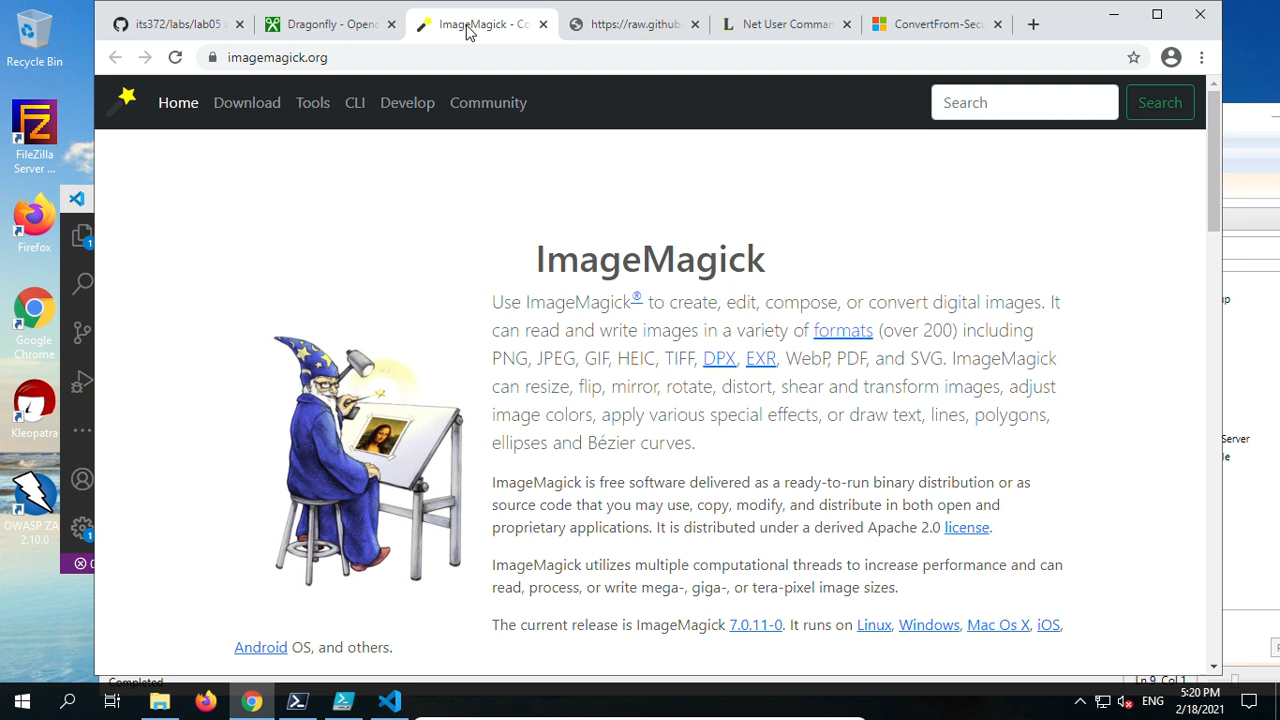 its372/labs/lab05
Dragonfly - Openc
ImageMagick - Co
https://raw.github
Net User Comman
ConvertFrom-Secu
imagemagick.org
Home
Download
Tools
CLI
Develop
Community
Search
Search
Recycle Bin
FileZilla
Server ...
Firefox
Google
Chrome
Kleopatra
OWASP ZA
2.10.0
ImageMagick
Use ImageMagick® to create, edit, compose, or convert digital images. It
can read and write images in a variety of formats (over 200) including
PNG, JPEG, GIF, HEIC, TIFF, DPX, EXR, WebP, PDF, and SVG. ImageMagick
can resize, flip, mirror, rotate, distort, shear and transform images, adjust
image colors, apply various special effects, or draw text, lines, polygons,
ellipses and Bézier curves.
ImageMagick is free software delivered as a ready-to-run binary distribution or as
source code that you may use, copy, modify, and distribute in both open and
proprietary applications. It is distributed under a derived Apache 2.0 license.
ImageMagick utilizes multiple computational threads to increase performance and can
read, process, or write mega-, giga-, or tera-pixel image sizes.
The current release is ImageMagick 7.0.11-0. It runs on Linux, Windows, Mac Os X, iOS,
Android OS, and others.
Server
Completed
Ln 9 Col 1
ENG
5:20 PM
2/18/2021